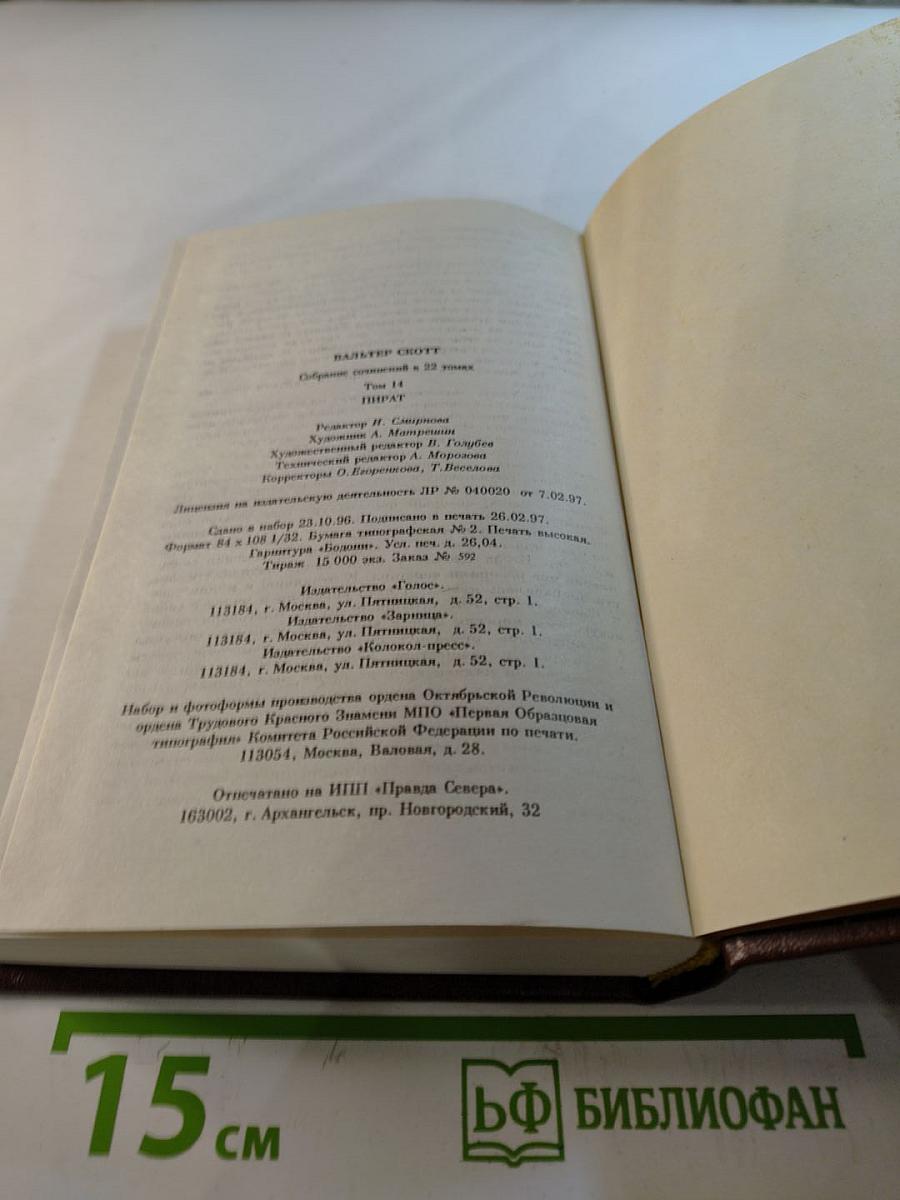 ВАЛЬТЕР СКОТТ
Собрание сочинений в 22 томах
Том 14
ПИРАТ
Редактор И. Смирнова
Художник А. Матрешин
Художественный редактор В. Голубев
Технический редактор А. Морозова
Корректоры О.Егоренкова, Т.Веселова
Лицензия на издательскую деятельность ЛР № 040020 от 7.02.97.
Сдано в набор 23.10.96. Подписано в печать 26.02.97.
Формат 84 x 108 1/32. Бумага типографская №2. Печать высокая.
Гарнитура «Бодони». Усл. печ. д. 26,04.
Тираж 15 000 экз. Заказ № 592
Издательство «Голос».
113184, г. Москва, ул. Пятницкая, д. 52, стр. 1.
Издательство «Зарница».
113184, г. Москва, ул. Пятницкая, д. 52, стр. 1.
Издательство «Колокол-пресс».
113184, г. Москва, ул. Пятницкая, д. 52, стр. 1.
Набор и фотоформы производства ордена Октябрьской Революции и
ордена Трудового Красного Знамени МПО «Первая Образцовая
типография» Комитета Российской Федерации по печати.
113054, Москва, Валовая, д. 28.
Отпечатано на ИПП «Правда Севера».
163002, г. Архангельск, пр. Новгородский, 32
15 см
БФ БИБЛИОФАН